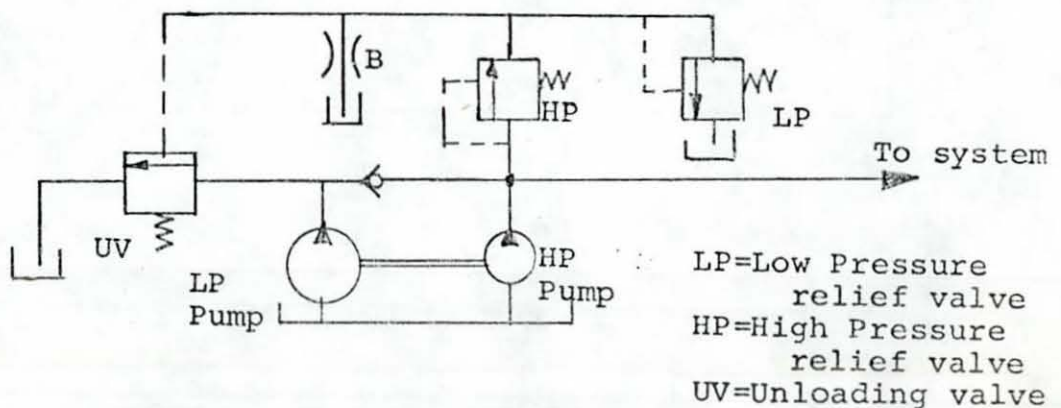 B
HP
LP
To system
UV
LP
Pump
HP
Pump
LP=Low Pressure
relief valve
HP=High Pressure
relief valve
UV=Unloading valve